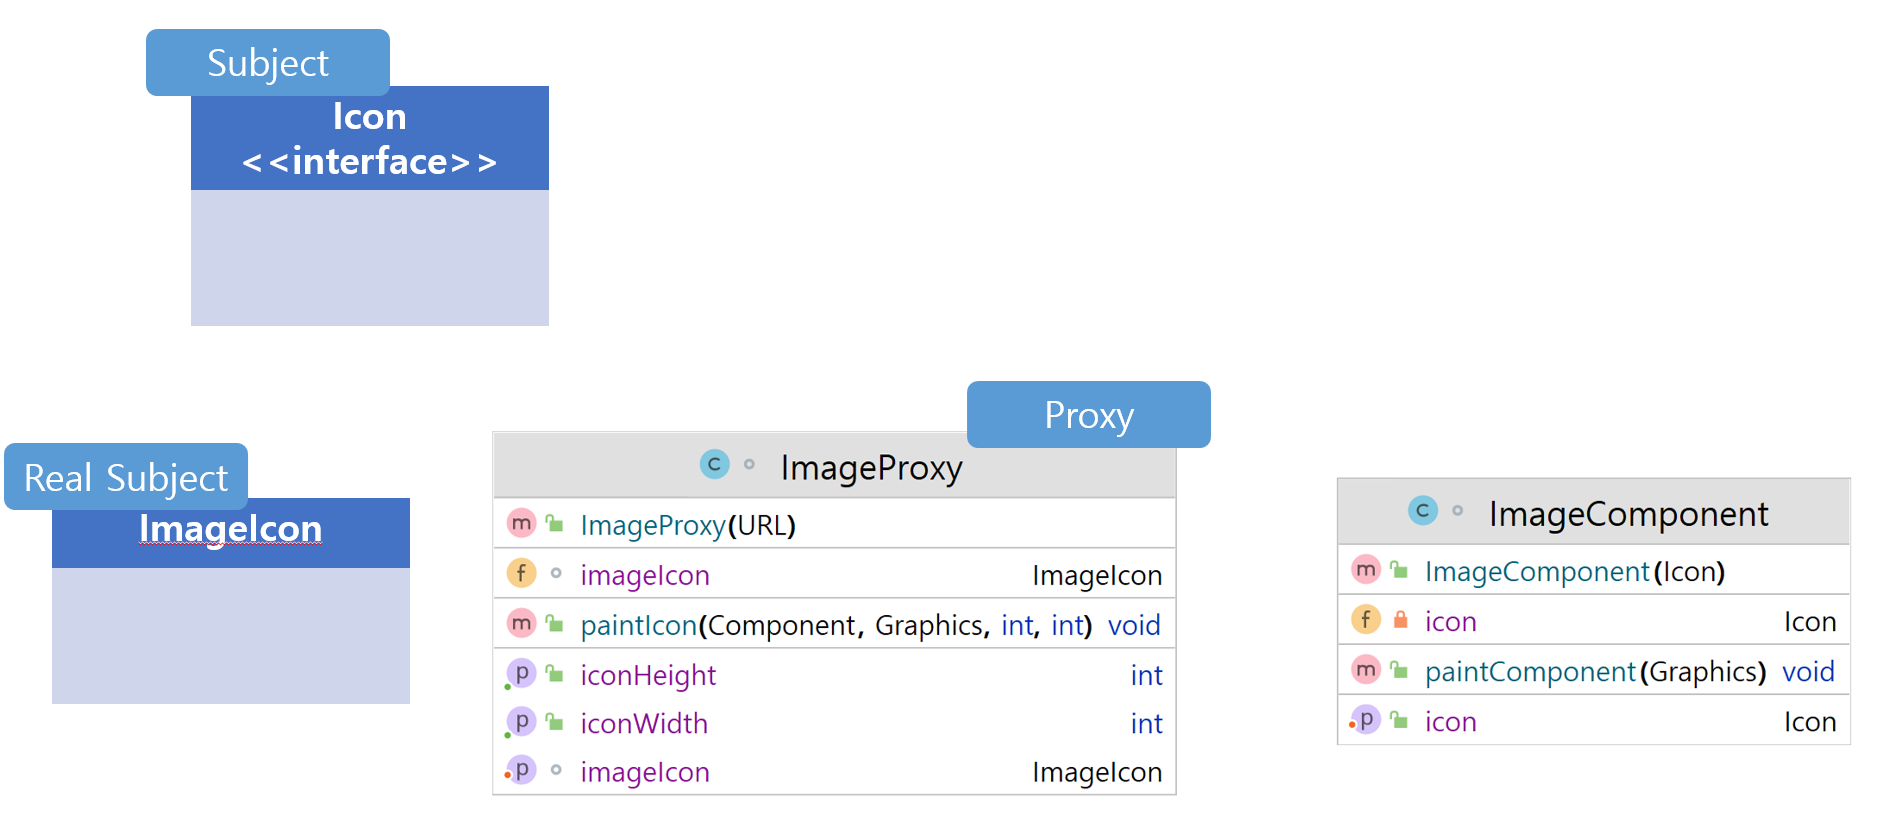 Subject
Icon
<<interface>>
Real Subject
ImageIcon
Proxy
C ImageProxy
m ImageProxy(URL)
f imageIcon ImageIcon
m paintIcon(Component, Graphics, int, int) void
p iconHeight int
p iconWidth int
p imageIcon ImageIcon
C ImageComponent
m ImageComponent(Icon)
f icon Icon
m paintComponent(Graphics) void
p icon Icon